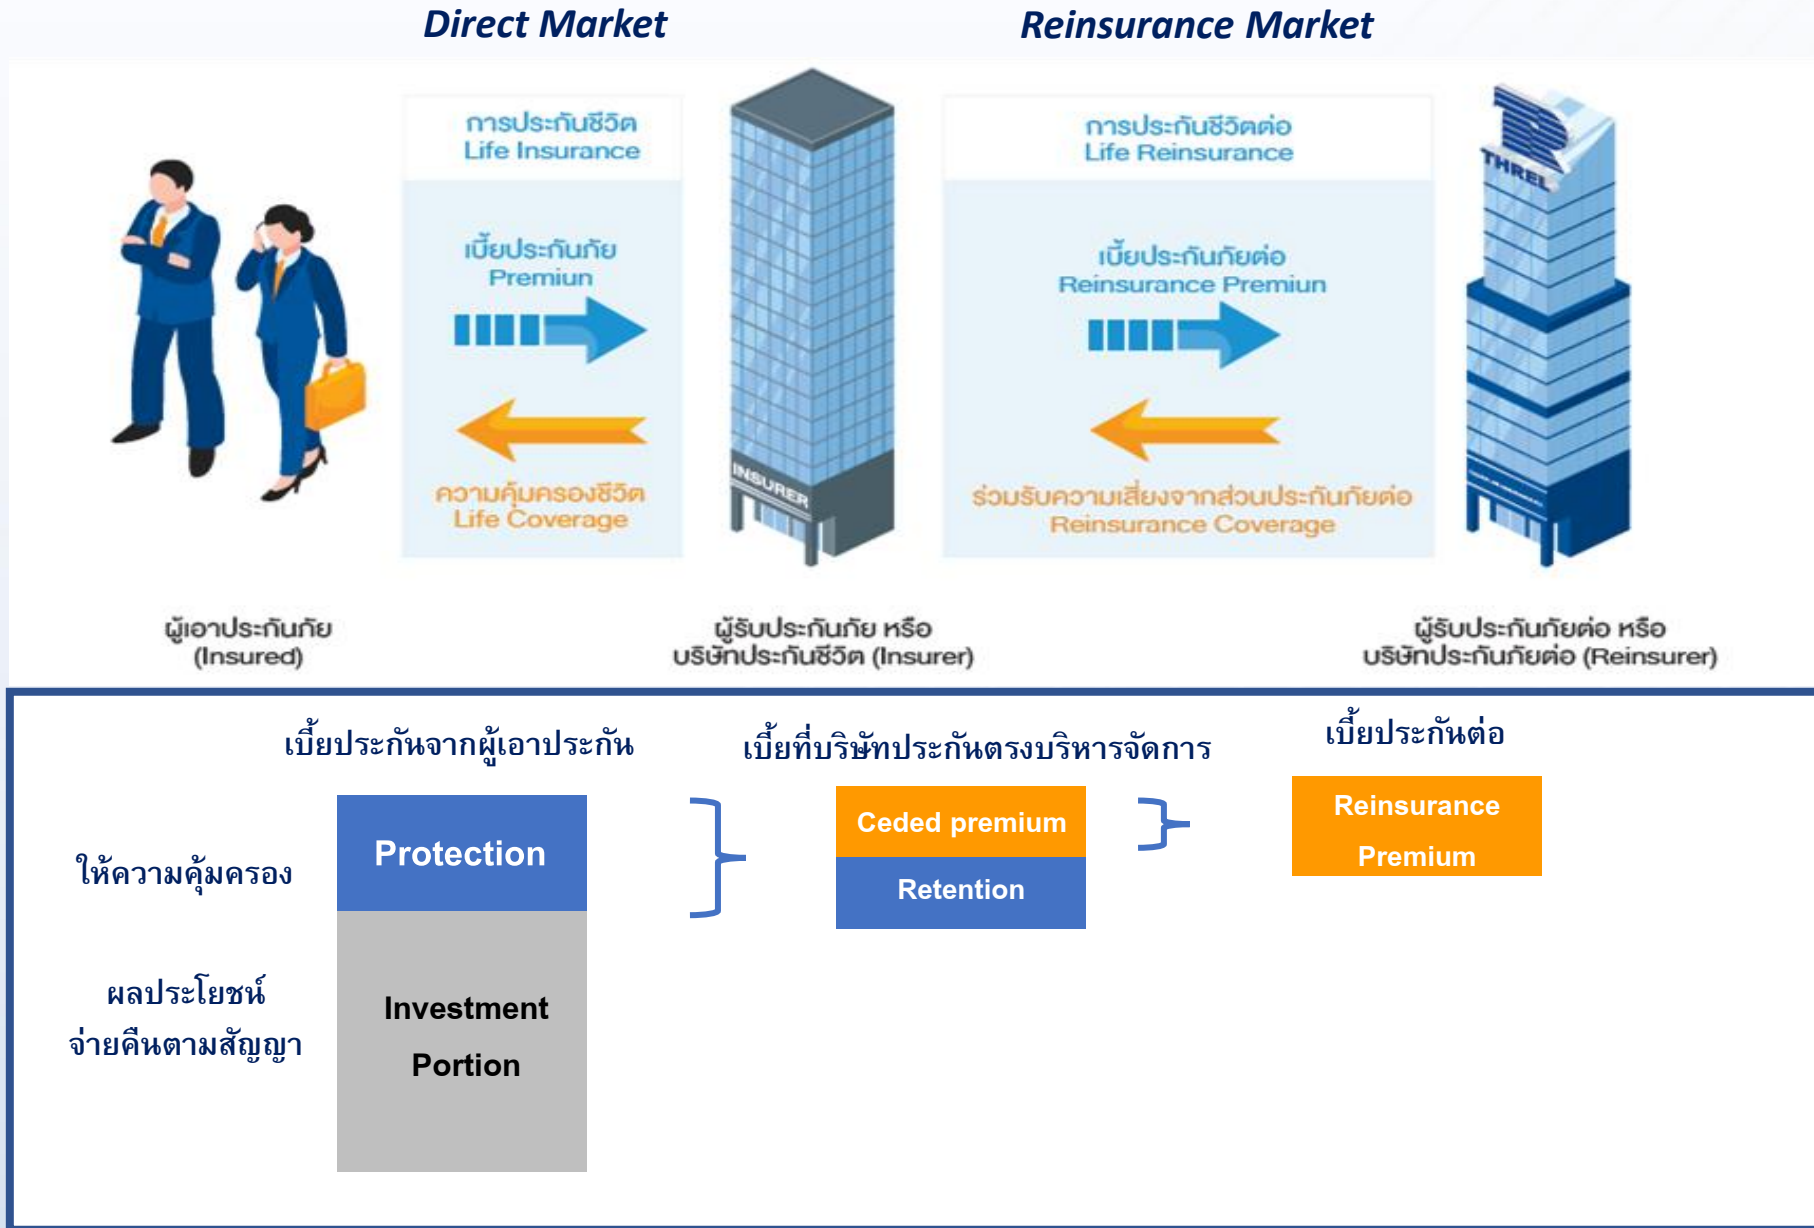 Direct Market
Reinsurance Market
การประกันชีวิต
Life Insurance
เบี้ยประกันภัย
Premiun
ความคุ้มครองชีวิต
Life Coverage
INSURER
การประกันชีวิตต่อ
Life Reinsurance
เบี้ยประกันภัยต่อ
Reinsurance Premiun
ร่วมรับความเสี่ยงจากส่วนประกันภัยต่อ
Reinsurance Coverage
THREL
ผู้เอาประกันภัย
(Insured)
ผู้รับประกันภัย หรือ
บริษัทประกันชีวิต (Insurer)
ผู้รับประกันภัยต่อ หรือ
บริษัทประกันภัยต่อ (Reinsurer)
เบี้ยประกันจากผู้เอาประกัน
เบี้ยที่บริษัทประกันตรงบริหารจัดการ
เบี้ยประกันต่อ
ให้ความคุ้มครอง
Protection
Ceded premium
Retention
Reinsurance
Premium
ผลประโยชน์
จ่ายคืนตามสัญญา
Investment
Portion